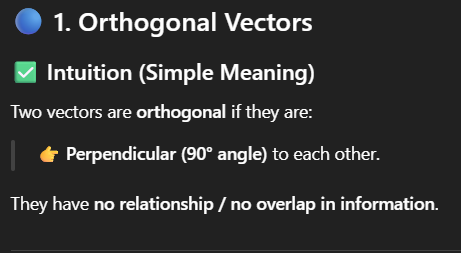 🔵 1. Orthogonal Vectors
✅ Intuition (Simple Meaning)
Two vectors are orthogonal if they are:
👉 Perpendicular (90° angle) to each other.
They have no relationship / no overlap in information.